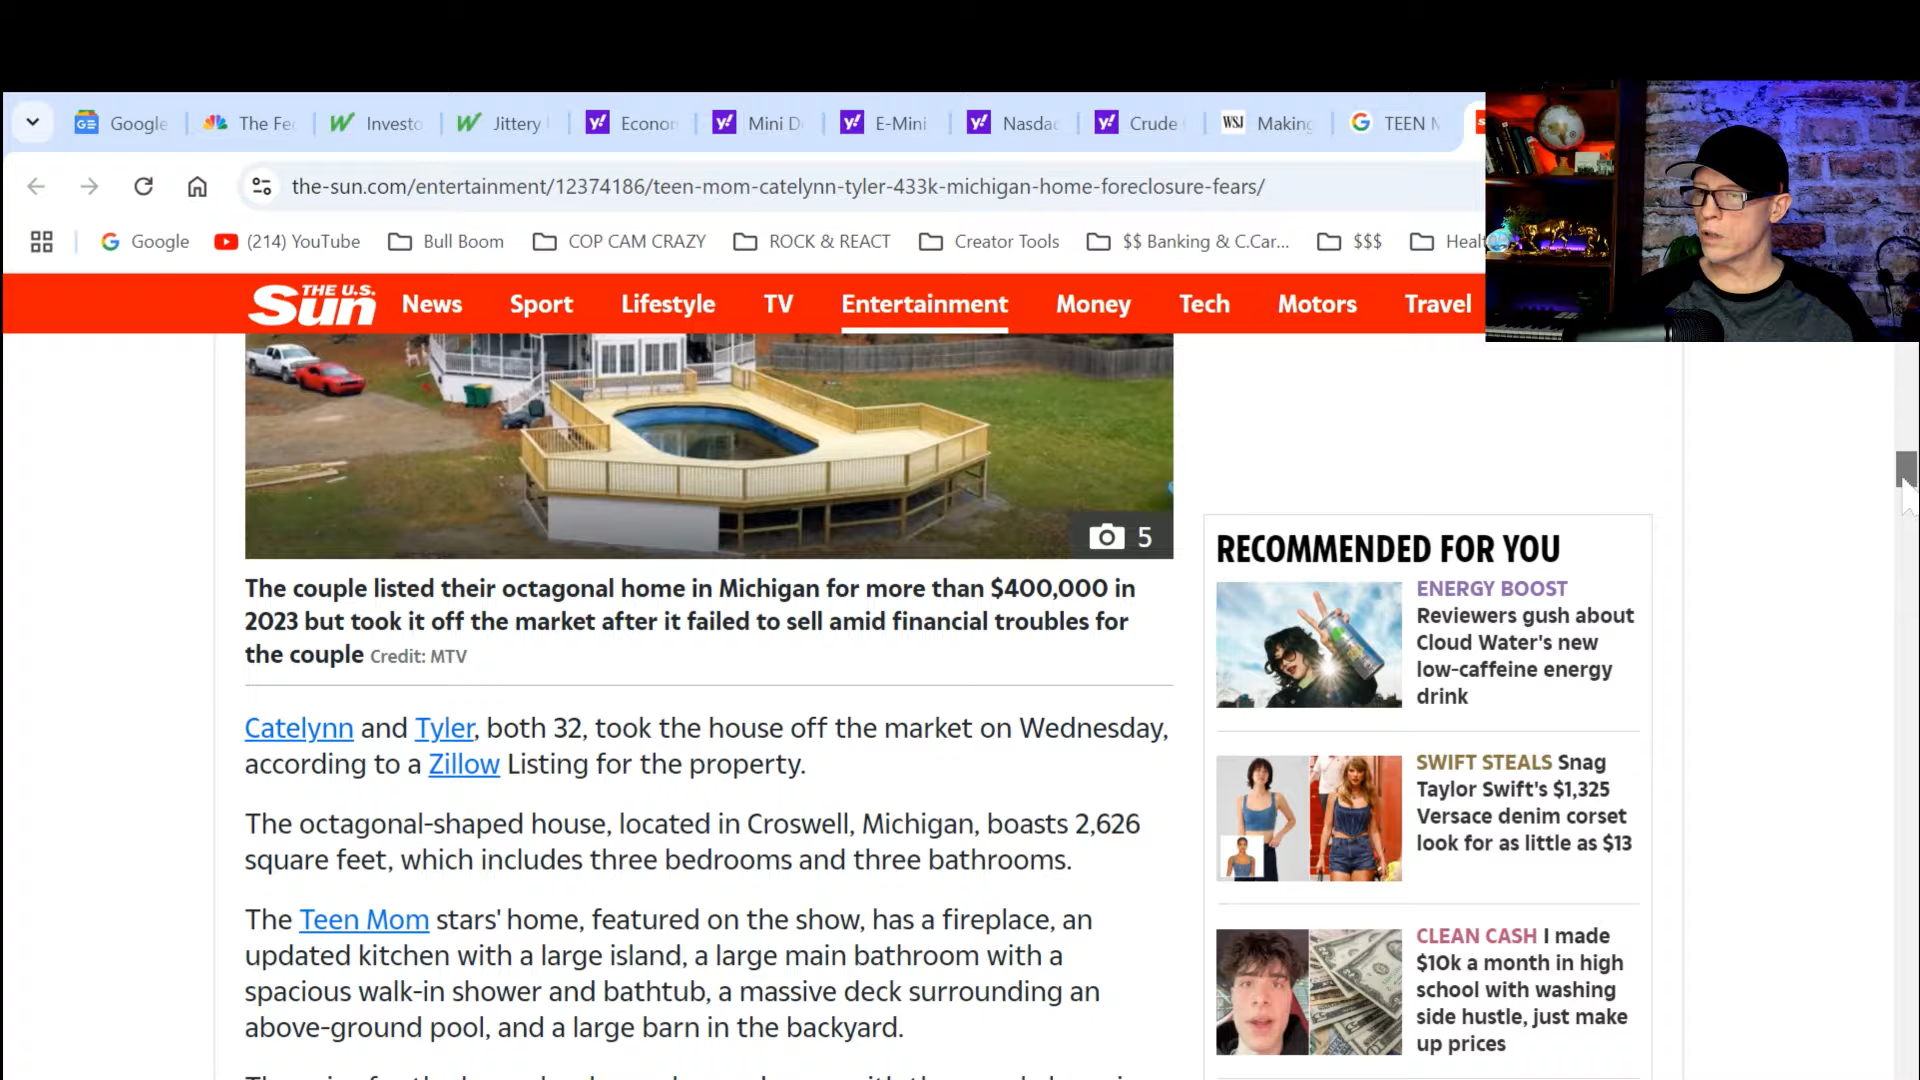 Google
The Fe
Investo
Jittery
Econor
Mini D
E-Mini
Nasda
Crude
WSJ
Making
TEEN
the-sun.com/entertainment/12374186/teen-mom-catelynn-tyler-433k-michigan-home-foreclosure-fears/
Google
(214) YouTube
Bull Boom
COP CAM CRAZY
ROCK & REACT
Creator Tools
$$ Banking & C.Car...
$$$
Heal
THE U.S.
Sun
News
Sport
Lifestyle
TV
Entertainment
Money
Tech
Motors
Travel
5
The couple listed their octagonal home in Michigan for more than $400,000 in
2023 but took it off the market after it failed to sell amid financial troubles for
the couple Credit: MTV
Catelynn and Tyler, both 32, took the house off the market on Wednesday,
according to a Zillow Listing for the property.
The octagonal-shaped house, located in Croswell, Michigan, boasts 2,626
square feet, which includes three bedrooms and three bathrooms.
The Teen Mom stars' home, featured on the show, has a fireplace, an
updated kitchen with a large island, a large main bathroom with a
spacious walk-in shower and bathtub, a massive deck surrounding an
above-ground pool, and a large barn in the backyard.
RECOMMENDED FOR YOU
ENERGY BOOST
Reviewers gush about
Cloud Water's new
low-caffeine energy
drink
SWIFT STEALS Snag
Taylor Swift's $1,325
Versace denim corset
look for as little as $13
CLEAN CASH I made
$10k a month in high
school with washing
side hustle, just make
up prices